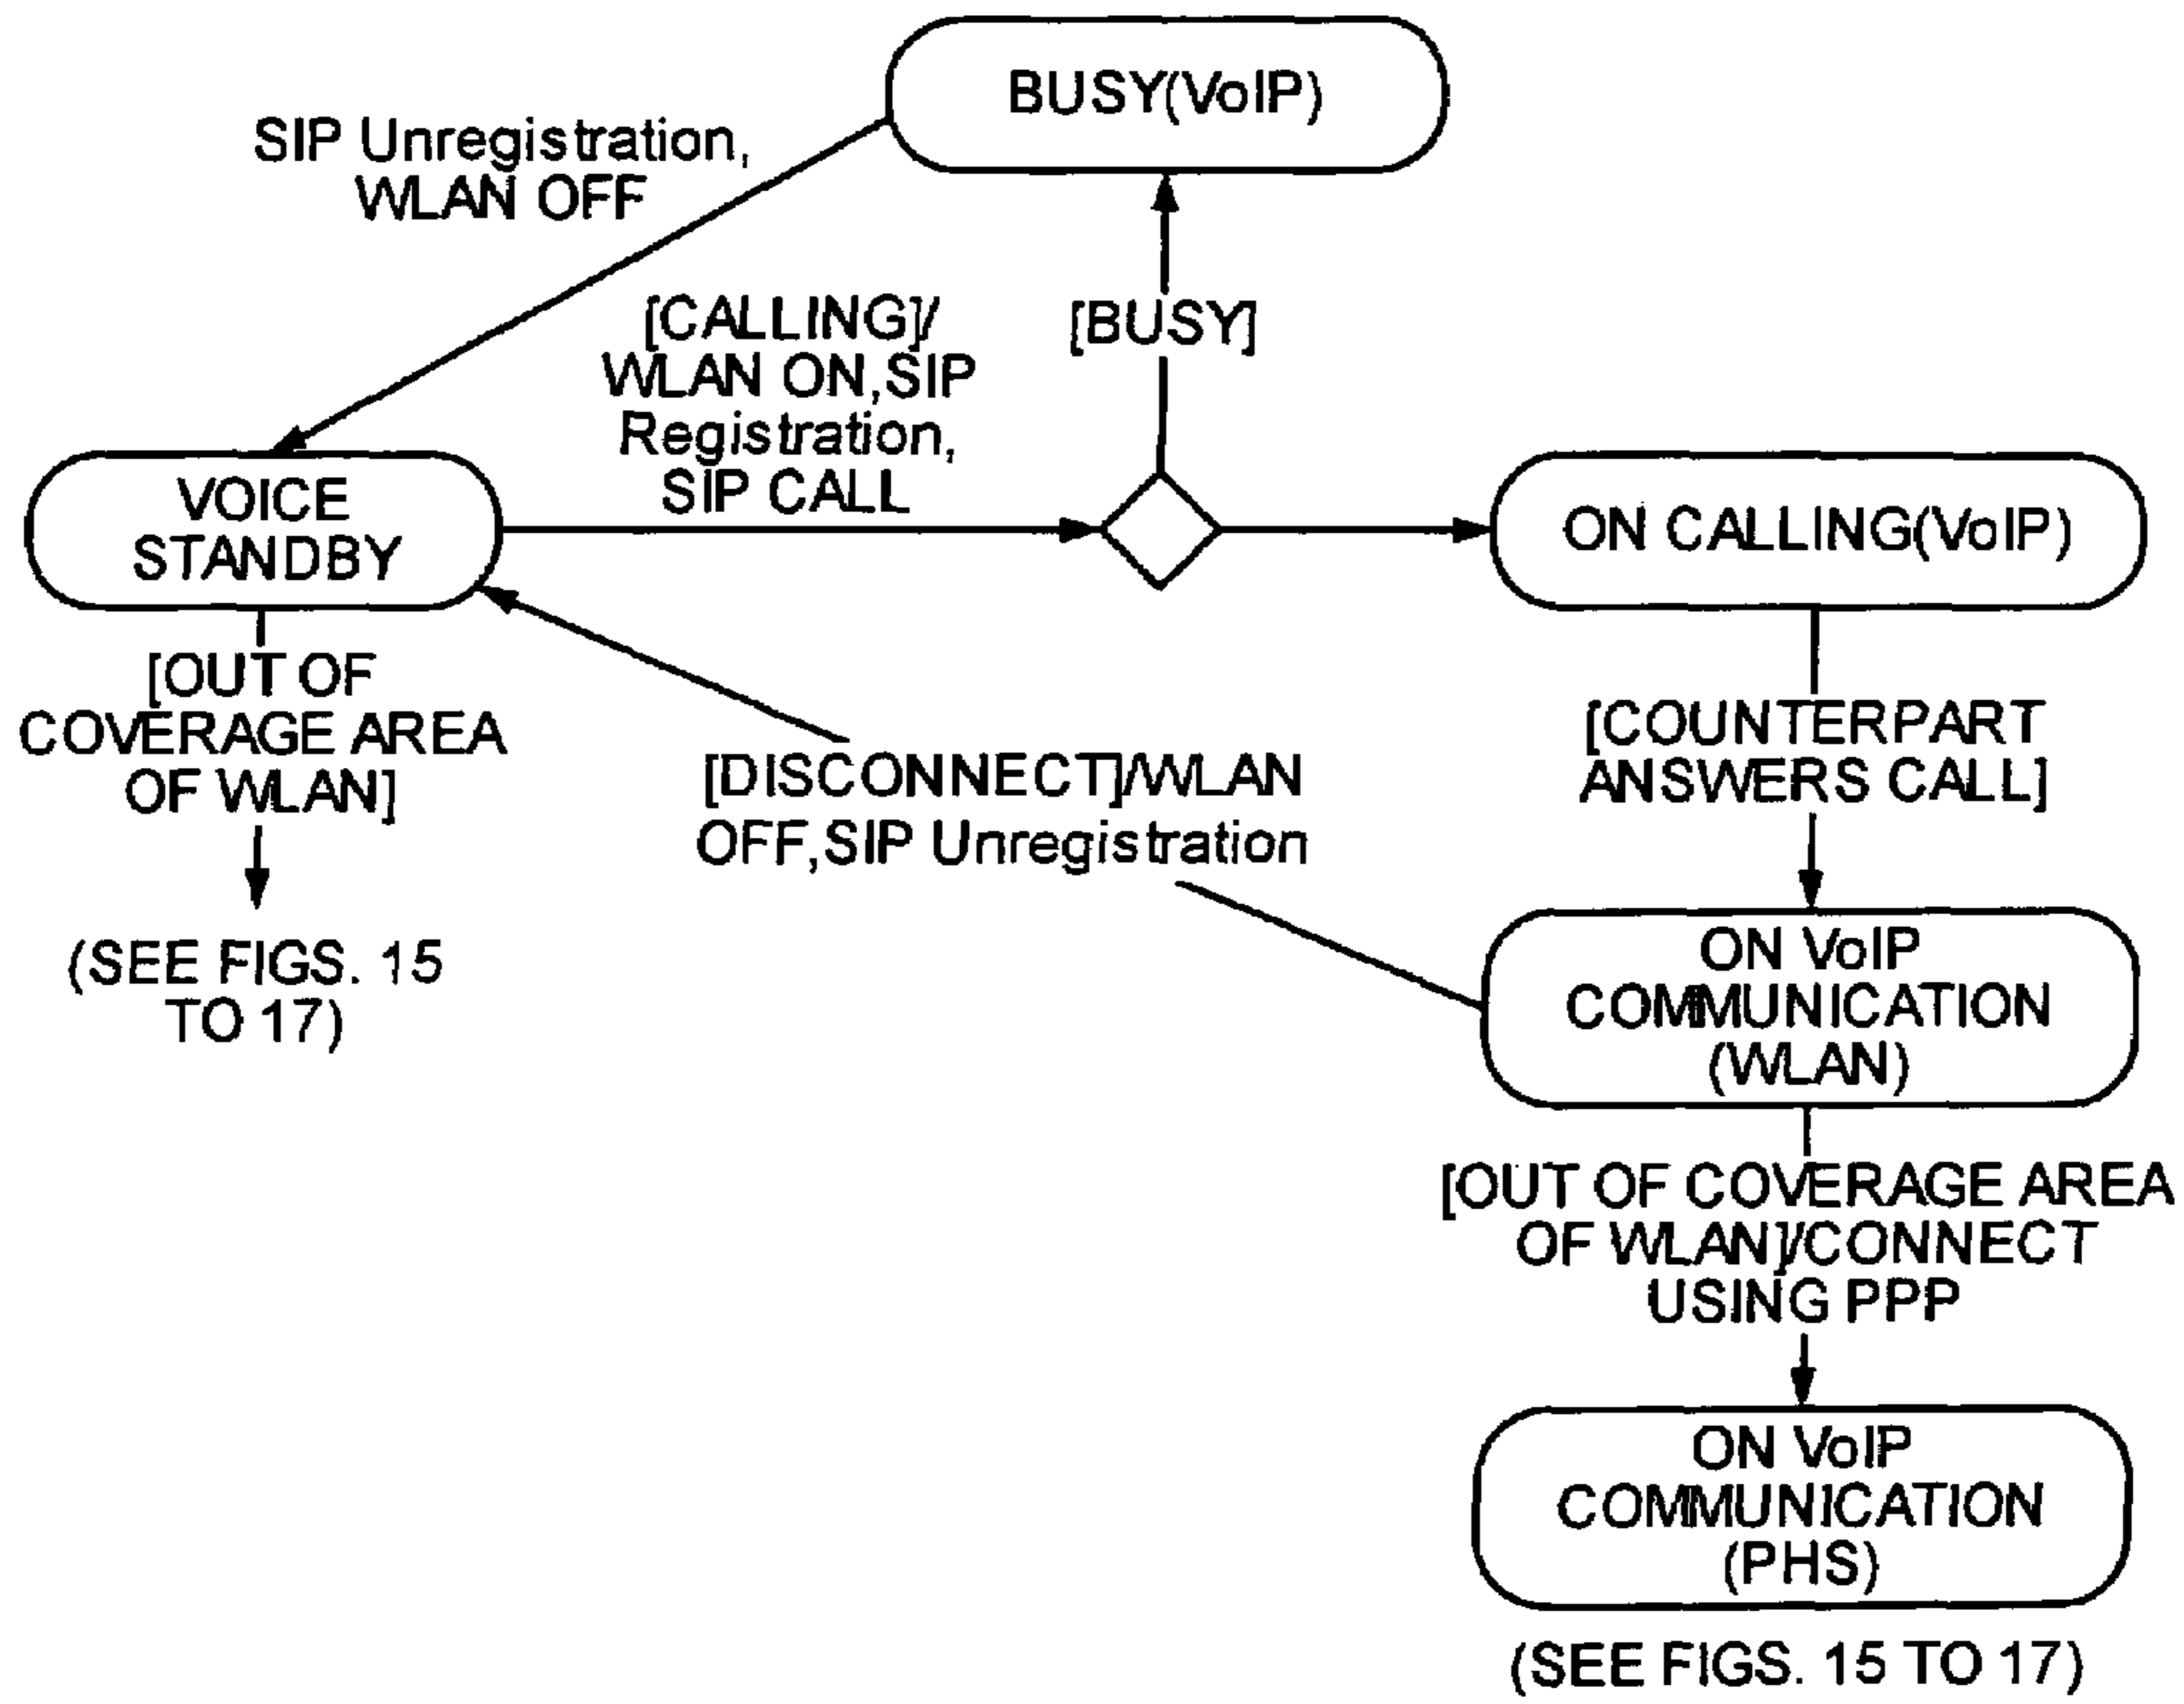 BUSY(VoIP)
SIP Unregistration,
WLAN OFF
[CALLING]/
WLAN ON,SIP
Registration,
SIP CALL
[BUSY]
VOICE
STANDBY
ON CALLING(VoIP)
[OUT OF
COVERAGE AREA
OF WLAN]
(SEE FIGS. 15
TO 17)
[DISCONNECT]/WLAN
OFF,SIP Unregistration
[COUNTERPART
ANSWERS CALL]
ON VoIP
COMMUNICATION
(WLAN)
[OUT OF COVERAGE AREA
OF WLAN]/CONNECT
USING PPP
ON VoIP
COMMUNICATION
(PHS)
(SEE FIGS. 15 TO 17)